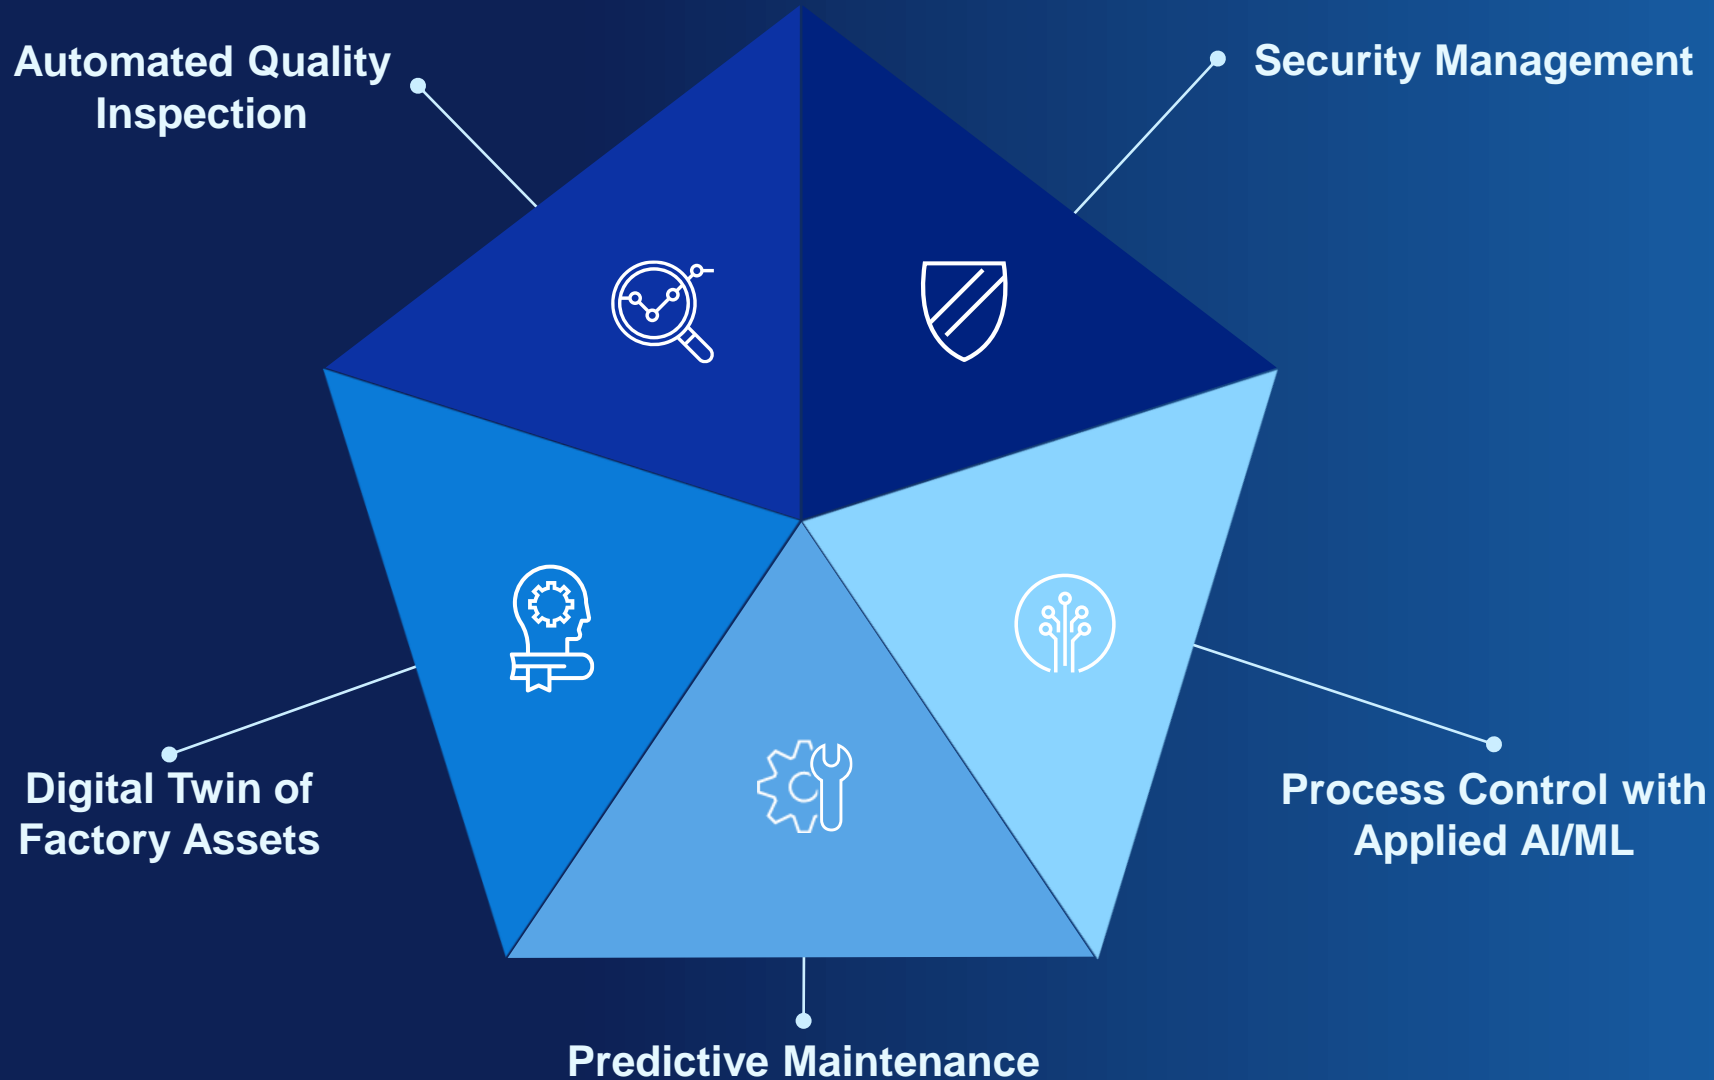 Automated Quality
Inspection
Security Management
Digital Twin of
Factory Assets
Process Control with
Applied AI/ML
Predictive Maintenance